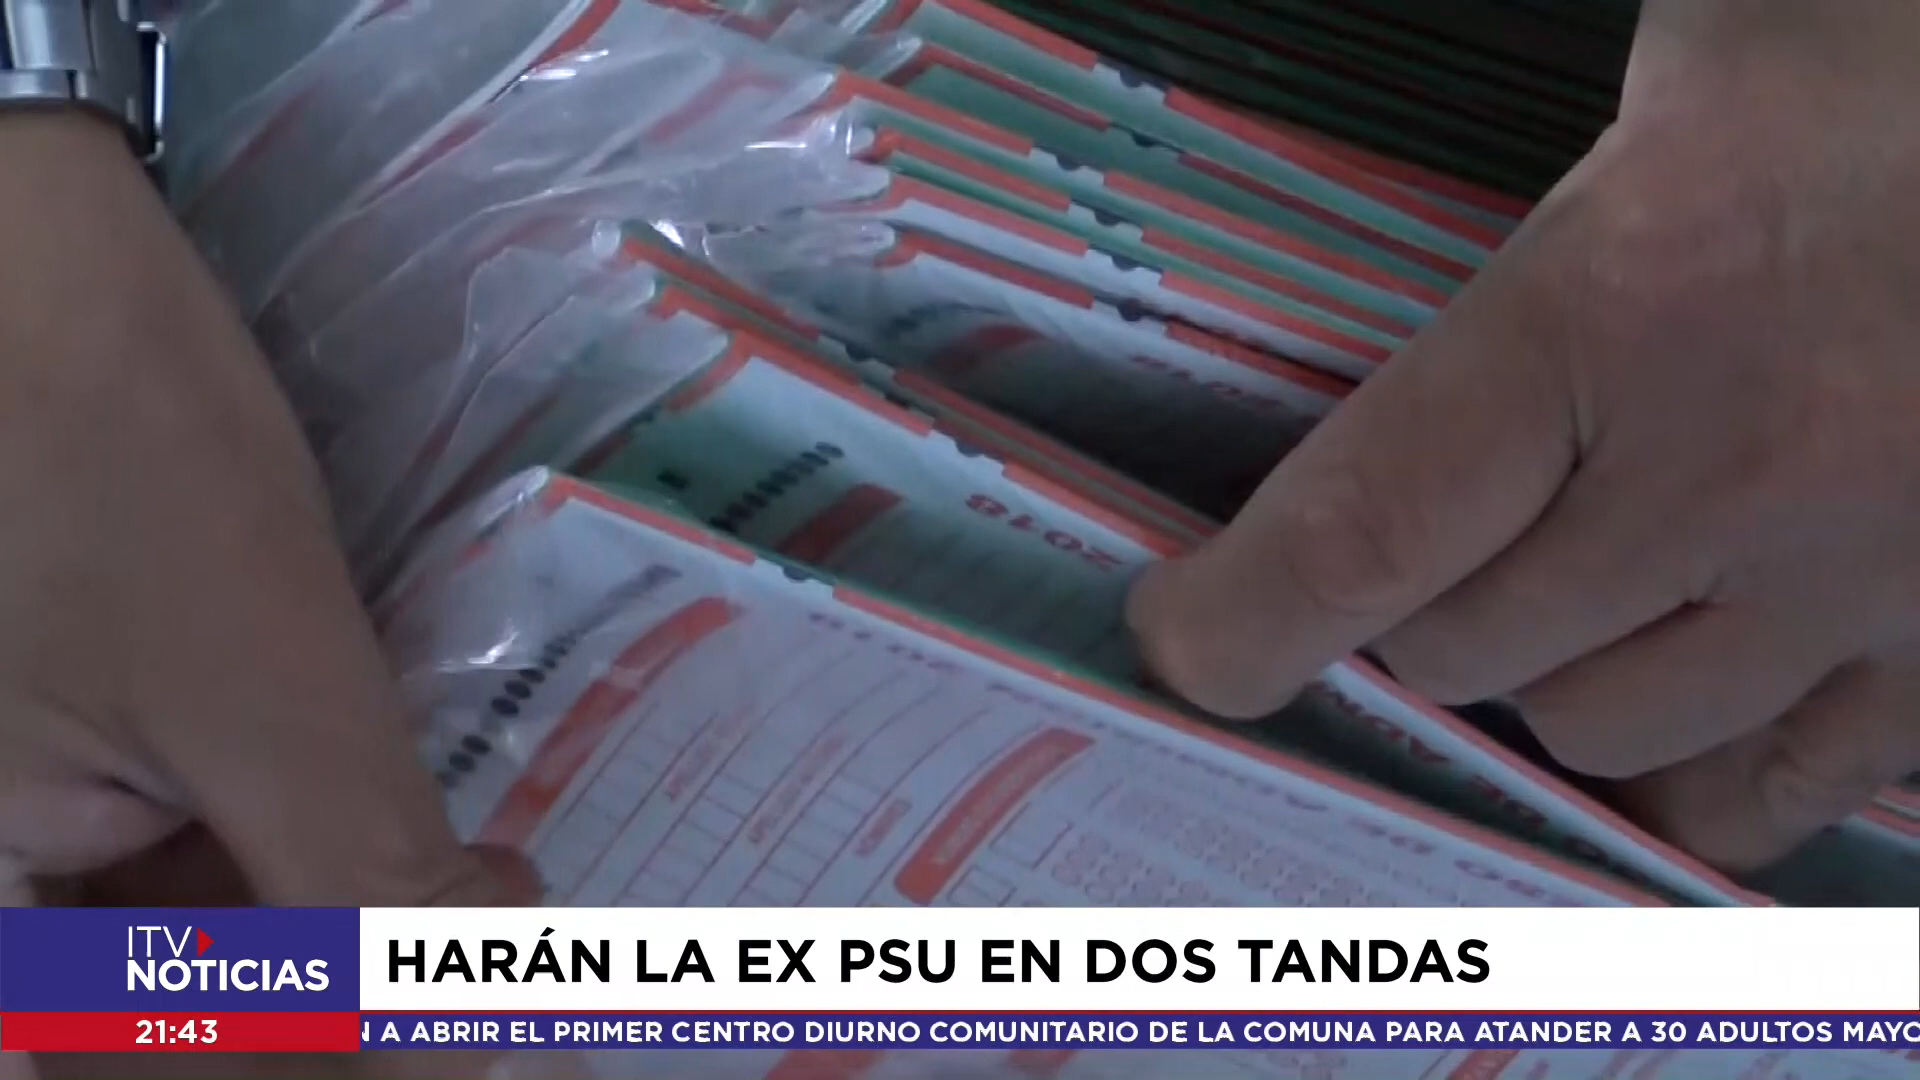 2018
ITV
NOTICIAS
HARÁN LA EX PSU EN DOS TANDAS
21:43
N A ABRIR EL PRIMER CENTRO DIURNO COMUNITARIO DE LA COMUNA PARA ATANDER A 30 ADULTOS MAYO